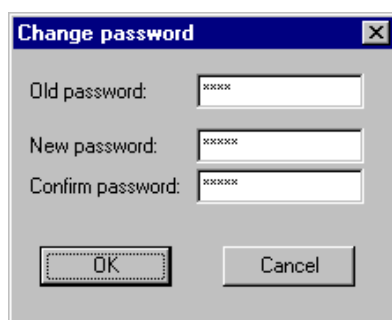 Change password
Old password: ****
New password: *****
Confirm password: *****
OK Cancel